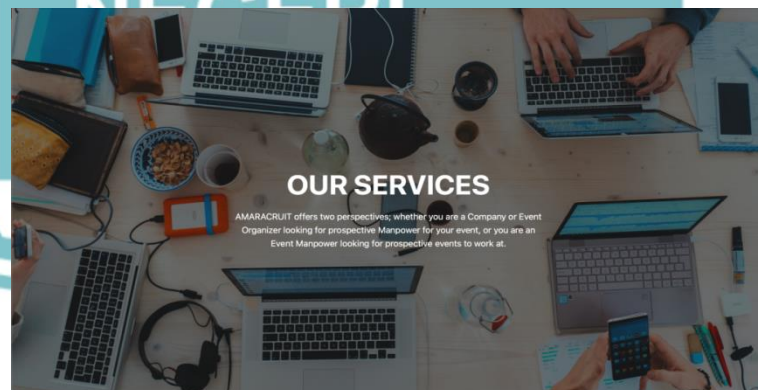 OUR SERVICES
AMARACRUIT offers two perspectives; whether you are a Company or Event
Organizer looking for prospective Manpower for your event, or you are an
Event Manpower looking for prospective events to work at.